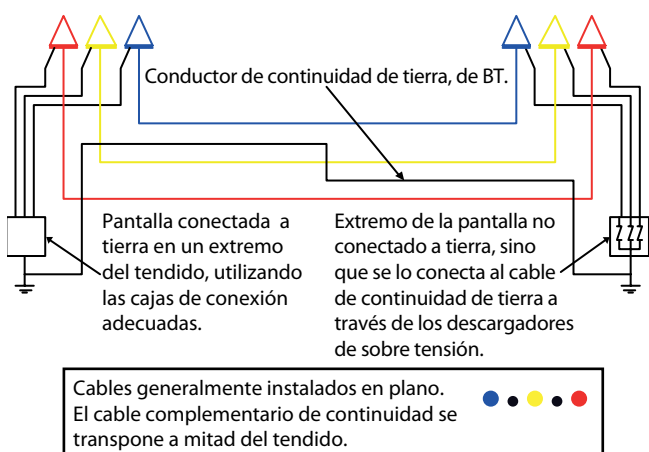 Conductor de continuidad de tierra, de BT.
Pantalla conectada a
tierra en un extremo
del tendido, utilizando
las cajas de conexión
adecuadas.
Extremo de la pantalla no
conectado a tierra, sino
que se lo conecta al cable
de continuidad de tierra a
través de los descargadores
de sobre tensión.
Cables generalmente instalados en plano.
El cable complementario de continuidad se
transpone a mitad del tendido.